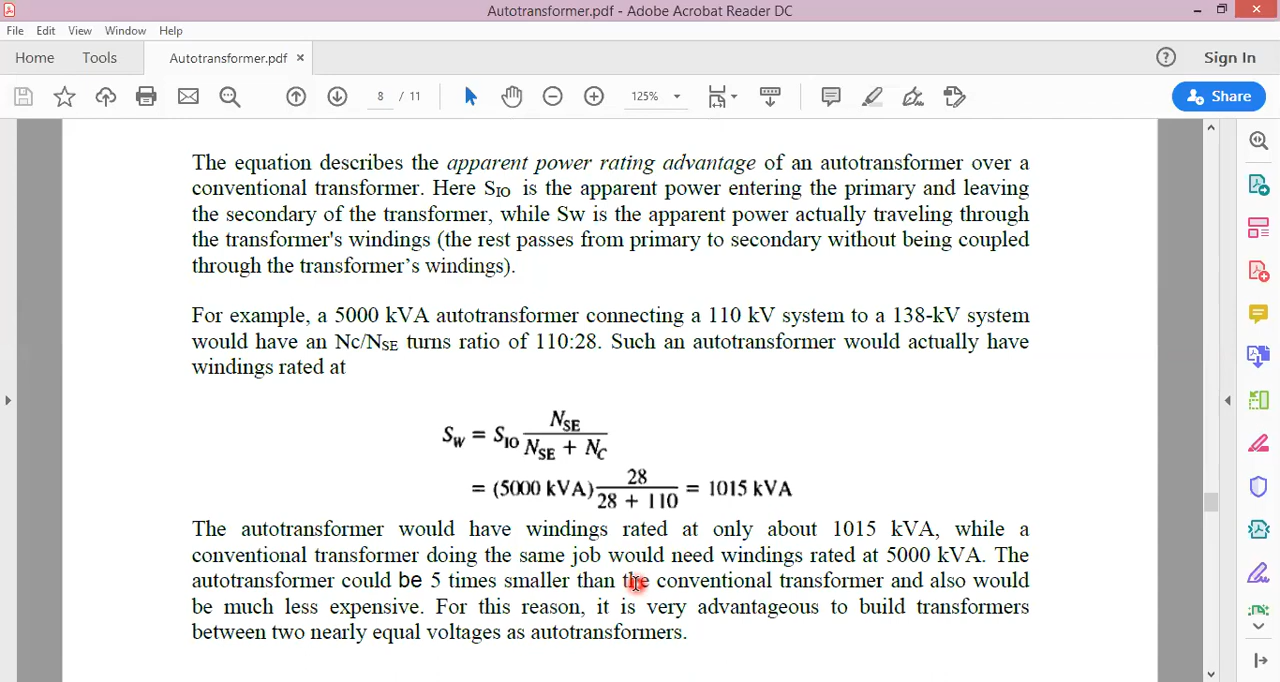 Autotransformer.pdf - Adobe Acrobat Reader DC
File Edit View Window Help
Home Tools Autotransformer.pdf × Sign In
8 / 11 125% Share
The equation describes the apparent power rating advantage of an autotransformer over a
conventional transformer. Here SIO is the apparent power entering the primary and leaving
the secondary of the transformer, while Sw is the apparent power actually traveling through
the transformer's windings (the rest passes from primary to secondary without being coupled
through the transformer’s windings).
For example, a 5000 kVA autotransformer connecting a 110 kV system to a 138-kV system
would have an Nc/NSE turns ratio of 110:28. Such an autotransformer would actually have
windings rated at
SW = SIO NSE / (NSE + NC)
= (5000 kVA) 28 / (28 + 110) = 1015 kVA
The autotransformer would have windings rated at only about 1015 kVA, while a
conventional transformer doing the same job would need windings rated at 5000 kVA. The
autotransformer could be 5 times smaller than the conventional transformer and also would
be much less expensive. For this reason, it is very advantageous to build transformers
between two nearly equal voltages as autotransformers.